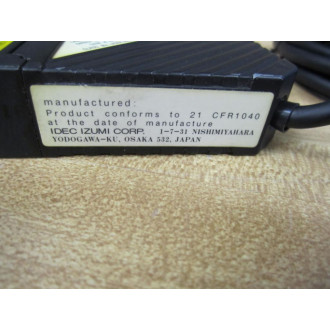 manufactured:
Product conforms to 21 CFR1040
at the date of manufacture
IDEC IZUMI CORP. 1-7-31 NISHIMIYAHARA
YODOGAWA-KU, OSAKA 532, JAPAN